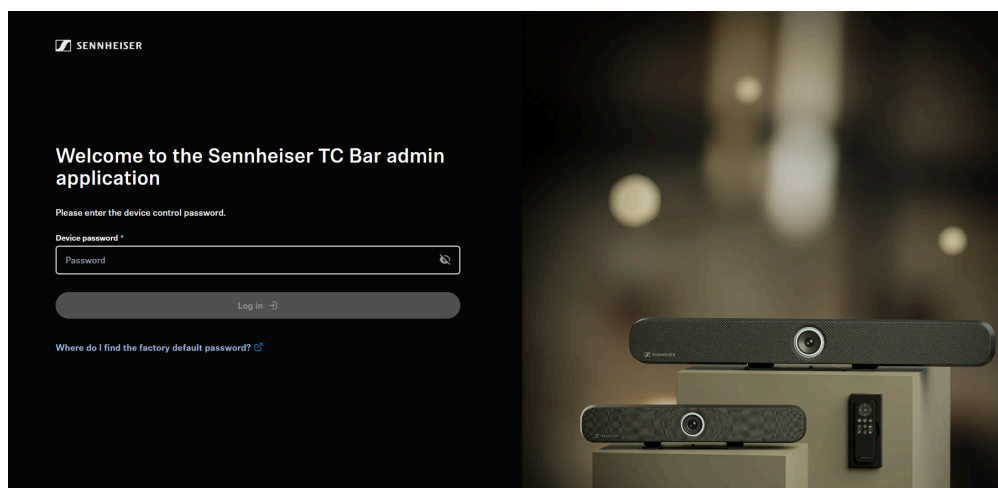 SENNHEISER
Welcome to the Sennheiser TC Bar admin
application
Please enter the device control password.
Device password *
Password
Log in
Where do I find the factory default password?
SENNHEISER